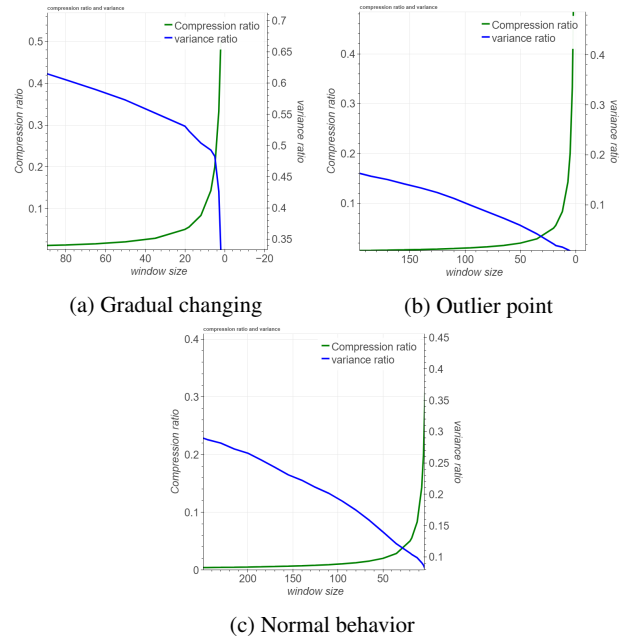 compression ratio and variance
Compression ratio
variance ratio
0.5
0.4
0.3
0.2
0.1
Compression ratio
0.7
0.65
0.6
0.55
0.5
0.45
0.4
0.35
variance ratio
80 60 40 20 0 −20
window size
(a) Gradual changing
compression ratio and variance
Compression ratio
variance ratio
0.4
0.3
0.2
0.1
Compression ratio
0.4
0.3
0.2
0.1
variance ratio
150 100 50 0
window size
(b) Outlier point
compression ratio and variance
Compression ratio
variance ratio
0.4
0.3
0.2
0.1
0
Compression ratio
0.45
0.4
0.35
0.3
0.25
0.2
0.15
0.1
variance ratio
200 150 100 50
window size
(c) Normal behavior